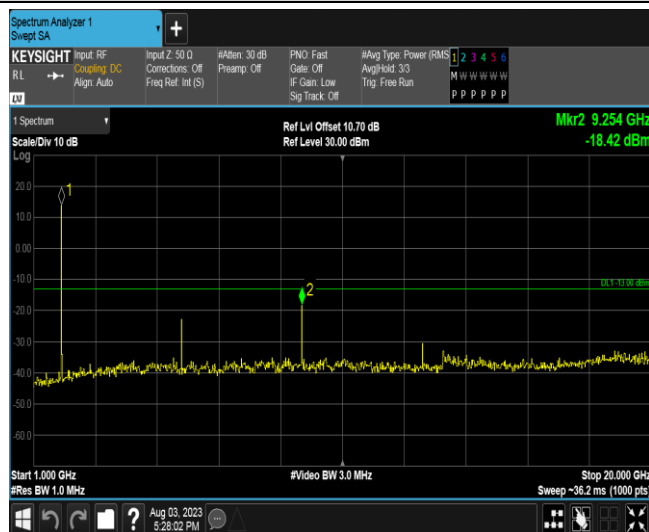 Spectrum Analyzer 1
Swept SA
+
KEYSIGHT
RL
LXI
Input: RF
Coupling: DC
Align: Auto
Input Z: 50 Ω
Corrections: Off
Freq Ref: Int (S)
#Atten: 30 dB
Preamp: Off
PNO: Fast
Gate: Off
IF Gain: Low
Sig Track: Off
#Avg Type: Power (RMS
Avg|Hold: 3/3
Trig: Free Run
1 2 3 4 5 6
M W W W W W
P P P P P P
1 Spectrum
Scale/Div 10 dB
Log
Ref Lvl Offset 10.70 dB
Ref Level 30.00 dBm
Mkr2 9.254 GHz
-18.42 dBm
20.0
10.0
0.00
-10.0
-20.0
-30.0
-40.0
-50.0
-60.0
1
2
DL1 -13.00 dBm
Start 1.000 GHz
#Res BW 1.0 MHz
#Video BW 3.0 MHz
Stop 20.000 GHz
Sweep ~36.2 ms (1000 pts)
?
Aug 03, 2023
5:28:02 PM